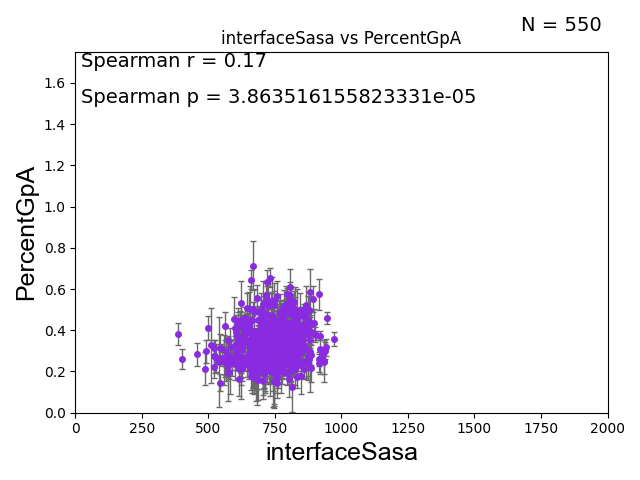 N = 550
interfaceSasa vs PercentGpA
Spearman r = 0.17
Spearman p = 3.863516155823331e-05
PercentGpA
1.6
1.4
1.2
1.0
0.8
0.6
0.4
0.2
0.0
0 250 500 750 1000 1250 1500 1750 2000
interfaceSasa